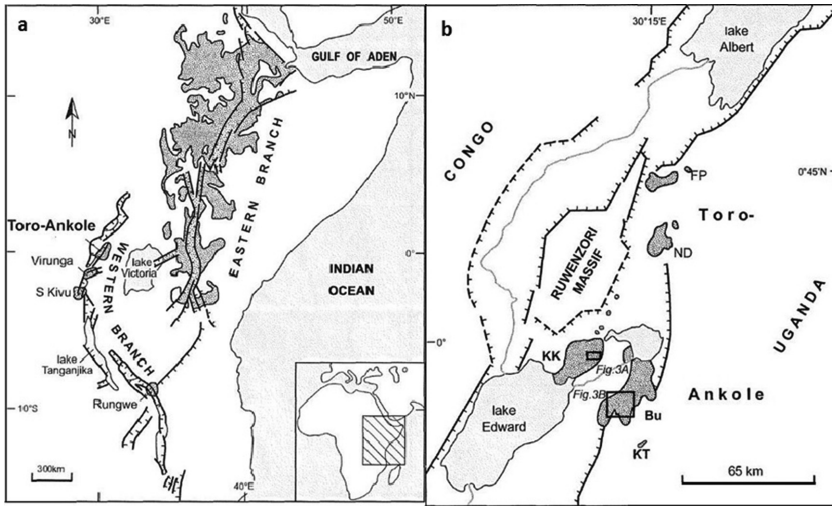 a
30°E
50°E
GULF OF ADEN
10°N
N
EASTERN BRANCH
Toro-Ankole
Virunga
S Kivu
WESTERN BRANCH
lake
Victoria
0°
INDIAN
OCEAN
lake
Tanganjika
Rungwe
10°S
300km
40°E
b
30°15'E
lake
Albert
CONGO
0°45'N
FP
Toro-
ND
RUWENZORI
MASSIF
UGANDA
0°
KK
Fig.3A
Fig.3B
Ankole
lake
Edward
Bu
KT
65 km